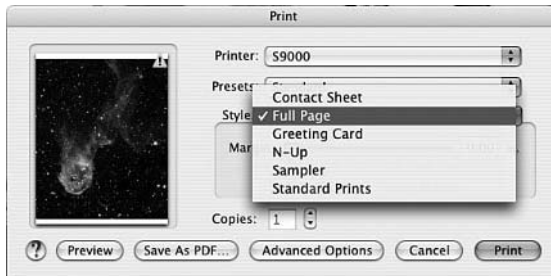 Print
Printer: S9000
Presets:
Contact Sheet
Style ✓ Full Page
Greeting Card
N-Up
Sampler
Standard Prints
Copies: 1
? Preview Save As PDF... Advanced Options Cancel Print